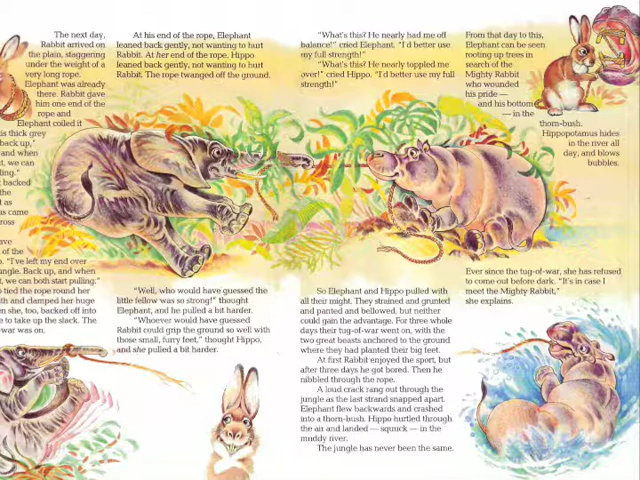 The next day,
Rabbit arrived on
the plain, staggering
under the weight of a
very long rope.
Elephant was already
there. Rabbit gave
him one end of the
rope and
Elephant coiled it
his thick grey
back up,"
and when
t, we can
ling."
backed
the
t as
as came
ross
ave
of the
o. "I've left my end over
ungle. Back up, and when
t, we can both start pulling."
o tied the rope round her
th and clamped her huge
en she, too, backed off into
e to take up the slack. The
-war was on.
At his end of the rope, Elephant
leaned back gently, not wanting to hurt
Rabbit. At her end of the rope, Hippo
leaned back gently, not wanting to hurt
Rabbit. The rope twanged off the ground.
"Well, who would have guessed the
little fellow was so strong!" thought
Elephant, and he pulled a bit harder.
"Whoever would have guessed
Rabbit could grip the ground so well with
those small, furry feet," thought Hippo,
and she pulled a bit harder.
"What's this? He nearly had me off
balance!" cried Elephant. "I'd better use
my full strength!"
"What's this? He nearly toppled me
over!" cried Hippo. "I'd better use my full
strength!"
So Elephant and Hippo pulled with
all their might. They strained and grunted
and panted and bellowed, but neither
could gain the advantage. For three whole
days their tug-of-war went on, with the
two great beasts anchored to the ground
where they had planted their big feet.
At first Rabbit enjoyed the sport, but
after three days he got bored. Then he
nibbled through the rope.
A loud crack rang out through the
jungle as the last strand snapped apart.
Elephant flew backwards and crashed
into a thorn-bush. Hippo hurtled through
the air and landed — squuck — in the
muddy river.
The jungle has never been the same.
From that day to this,
Elephant can be seen
rooting up trees in
search of the
Mighty Rabbit
who wounded
his pride —
and his bottom
— in the
thorn-bush.
Hippopotamus hides
in the river all
day, and blows
bubbles.
Ever since the tug-of-war, she has refused
to come out before dark. "It's in case I
meet the Mighty Rabbit,"
she explains.